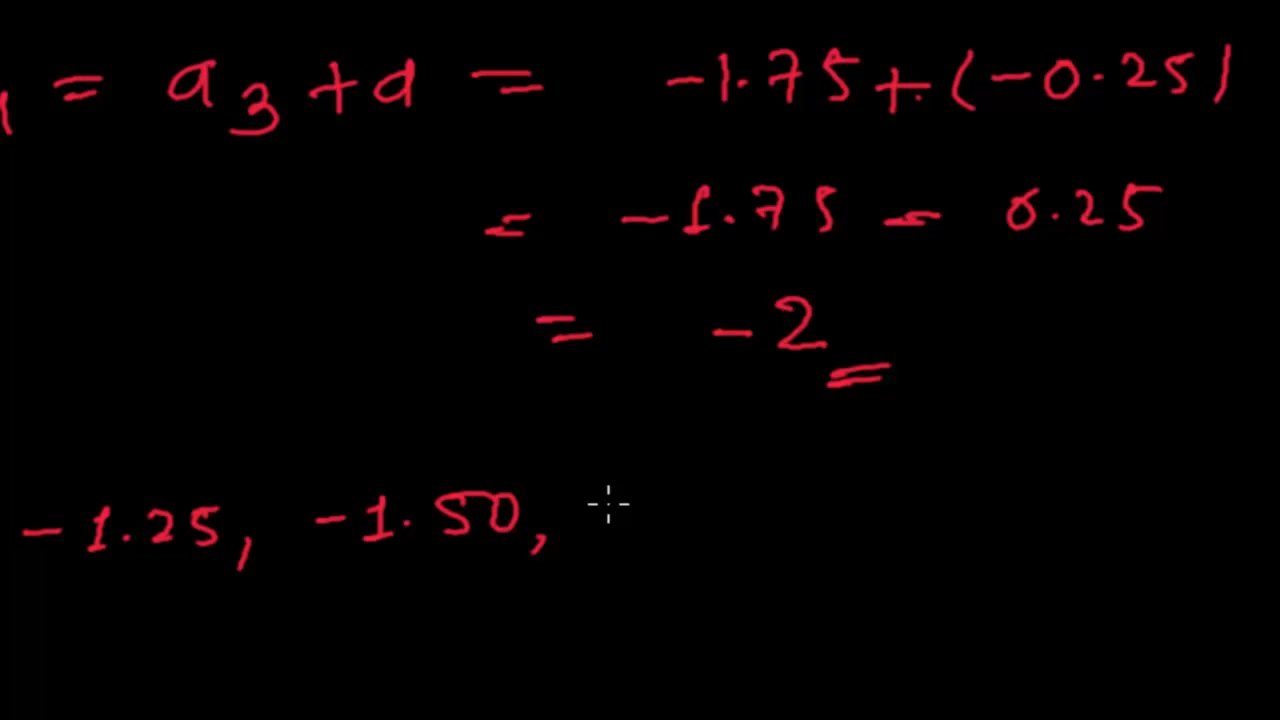 = a3 + d = -1.75 + (-0.25)
= -1.75 - 0.25
= -2
-1.25, -1.50,